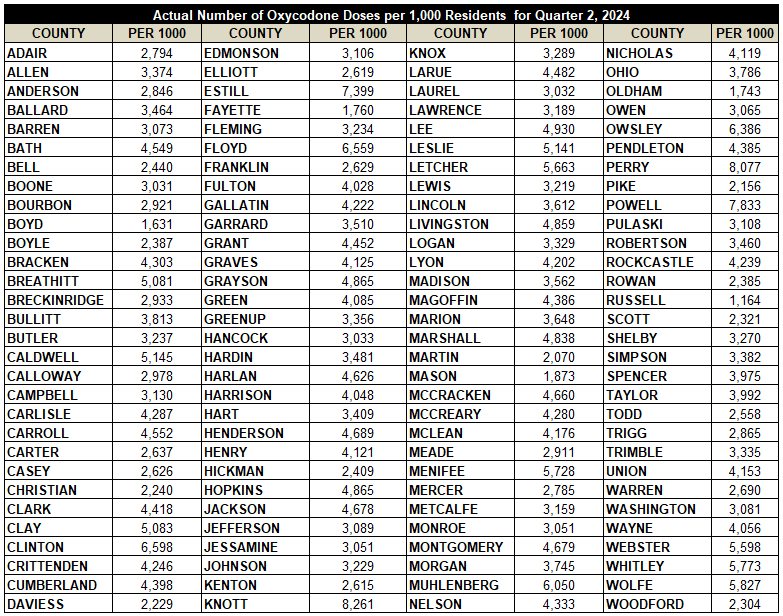 Actual Number of Oxycodone Doses per 1,000 Residents for Quarter 2, 2024
COUNTY PER 1000 COUNTY PER 1000 COUNTY PER 1000 COUNTY PER 1000
ADAIR 2,794 EDMONSON 3,106 KNOX 3,289 NICHOLAS 4,119
ALLEN 3,374 ELLIOTT 2,619 LARUE 4,482 OHIO 3,786
ANDERSON 2,846 ESTILL 7,399 LAUREL 3,032 OLDHAM 1,743
BALLARD 3,464 FAYETTE 1,760 LAWRENCE 3,189 OWEN 3,065
BARREN 3,073 FLEMING 3,234 LEE 4,930 OWSLEY 6,386
BATH 4,549 FLOYD 6,559 LESLIE 5,141 PENDLETON 4,385
BELL 2,440 FRANKLIN 2,629 LETCHER 5,663 PERRY 8,077
BOONE 3,031 FULTON 4,028 LEWIS 3,219 PIKE 2,156
BOURBON 2,921 GALLATIN 4,222 LINCOLN 3,612 POWELL 7,833
BOYD 1,631 GARRARD 3,510 LIVINGSTON 4,859 PULASKI 3,108
BOYLE 2,387 GRANT 4,452 LOGAN 3,329 ROBERTSON 3,460
BRACKEN 4,303 GRAVES 4,125 LYON 4,202 ROCKCASTLE 4,239
BREATHITT 5,081 GRAYSON 4,865 MADISON 3,562 ROWAN 2,385
BRECKINRIDGE 2,933 GREEN 4,085 MAGOFFIN 4,386 RUSSELL 1,164
BULLITT 3,813 GREENUP 3,356 MARION 3,648 SCOTT 2,321
BUTLER 3,237 HANCOCK 3,033 MARSHALL 4,838 SHELBY 3,270
CALDWELL 5,145 HARDIN 3,481 MARTIN 2,070 SIMPSON 3,382
CALLOWAY 2,978 HARLAN 4,626 MASON 1,873 SPENCER 3,975
CAMPBELL 3,130 HARRISON 4,048 MCCRACKEN 4,660 TAYLOR 3,992
CARLISLE 4,287 HART 3,409 MCCREARY 4,280 TODD 2,558
CARROLL 4,552 HENDERSON 4,689 MCLEAN 4,176 TRIGG 2,865
CARTER 2,637 HENRY 4,121 MEADE 2,911 TRIMBLE 3,335
CASEY 2,626 HICKMAN 2,409 MENIFEE 5,728 UNION 4,153
CHRISTIAN 2,240 HOPKINS 4,865 MERCER 2,785 WARREN 2,690
CLARK 4,418 JACKSON 4,678 METCALFE 3,159 WASHINGTON 3,081
CLAY 5,083 JEFFERSON 3,089 MONROE 3,051 WAYNE 4,056
CLINTON 6,598 JESSAMINE 3,051 MONTGOMERY 4,679 WEBSTER 5,598
CRITTENDEN 4,246 JOHNSON 3,229 MORGAN 3,745 WHITLEY 5,773
CUMBERLAND 4,398 KENTON 2,615 MUHLENBERG 6,050 WOLFE 5,827
DAVIESS 2,229 KNOTT 8,261 NELSON 4,333 WOODFORD 2,304